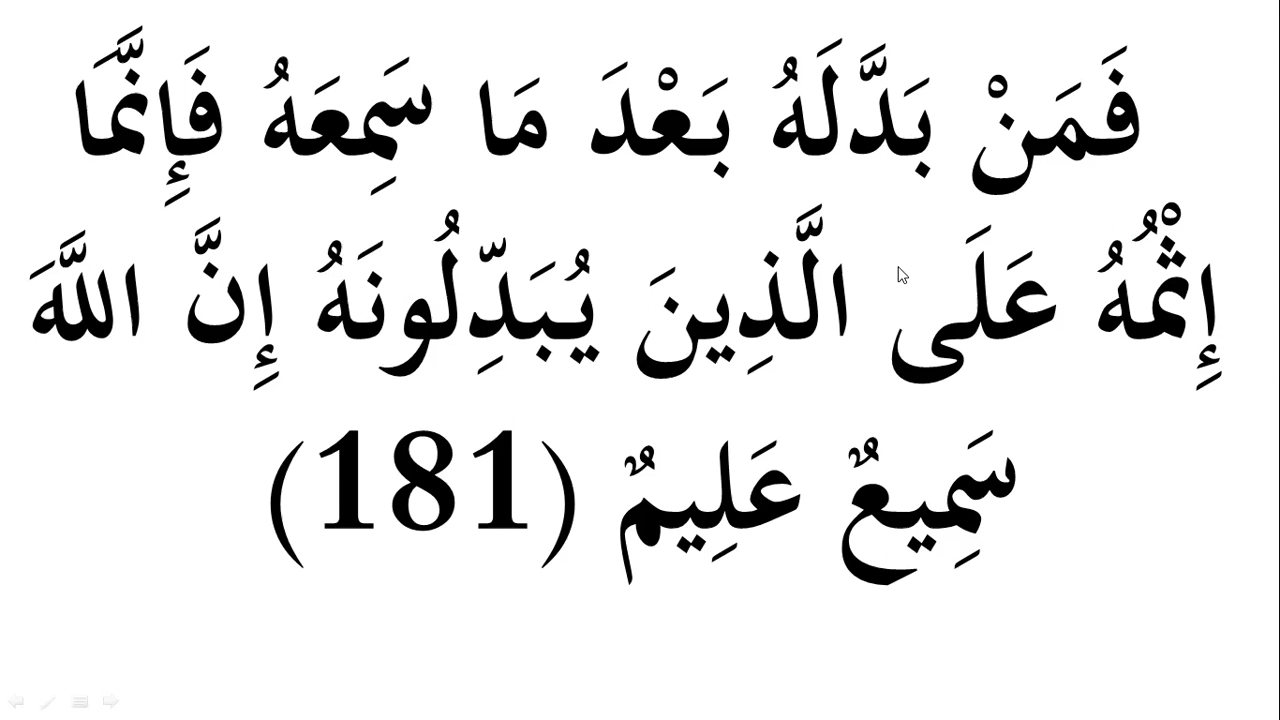 فَمَنْ بَدَّلَهُ بَعْدَ مَا سَمِعَهُ فَإِنَّمَا
إِثْمُهُ عَلَى الَّذِينَ يُبَدِّلُونَهُ إِنَّ اللَّهَ
سَمِيعٌ عَلِيمٌ (181)